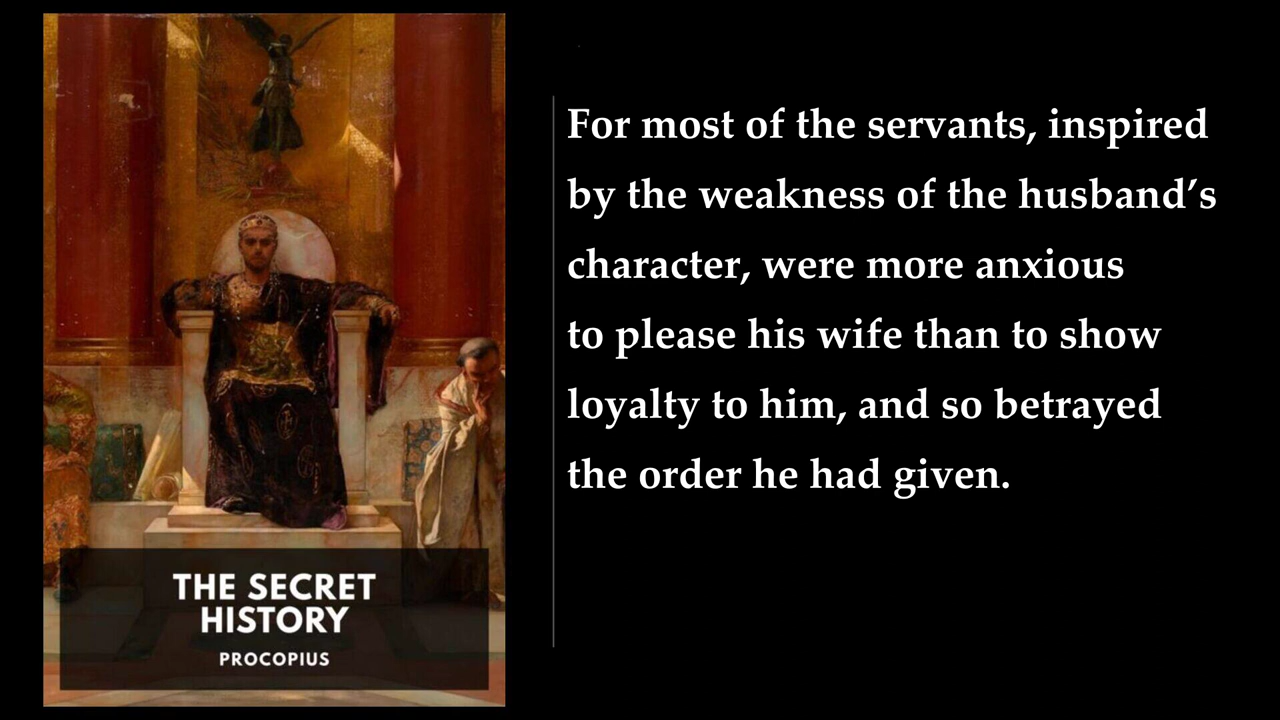 THE SECRET
HISTORY
PROCOPIUS
For most of the servants, inspired
by the weakness of the husband’s
character, were more anxious
to please his wife than to show
loyalty to him, and so betrayed
the order he had given.